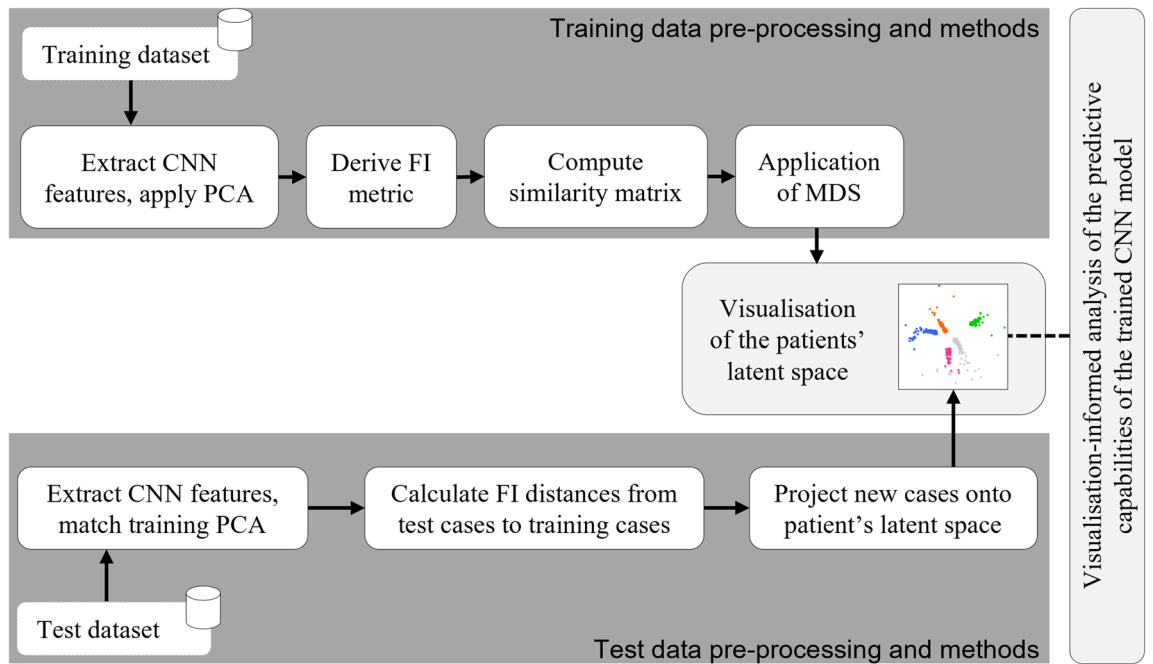 Training data pre-processing and methods
Training dataset
Extract CNN
features, apply PCA
Derive FI
metric
Compute
similarity matrix
Application
of MDS
Visualisation
of the patients’
latent space
Extract CNN features,
match training PCA
Calculate FI distances from
test cases to training cases
Project new cases onto
patient’s latent space
Test dataset
Test data pre-processing and methods
Visualisation-informed analysis of the predictive
capabilities of the trained CNN model